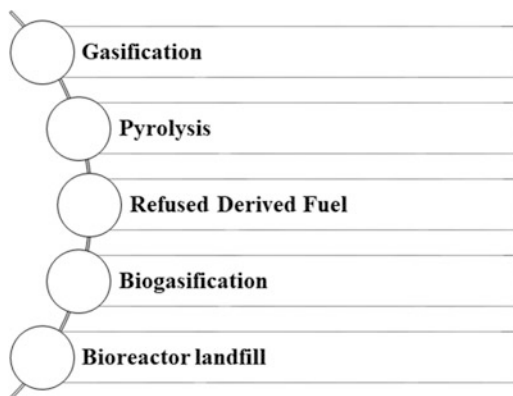 Gasification
Pyrolysis
Refused Derived Fuel
Biogasification
Bioreactor landfill